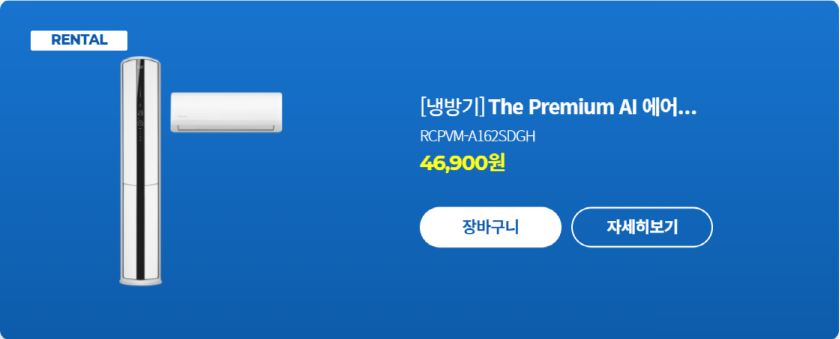 RENTAL
[냉방기] The Premium AI 에어...
RCPVM-A162SDGH
46,900원
장바구니
자세히보기